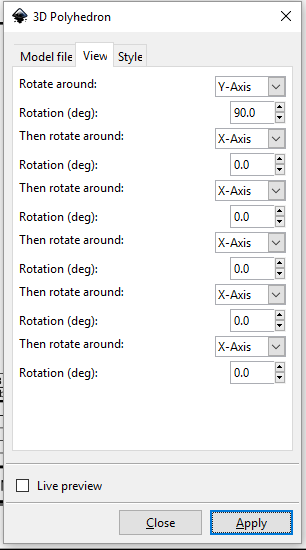 3D Polyhedron
Model file View Style
Rotate around: Y-Axis
Rotation (deg): 90.0
Then rotate around: X-Axis
Rotation (deg): 0.0
Then rotate around: X-Axis
Rotation (deg): 0.0
Then rotate around: X-Axis
Rotation (deg): 0.0
Then rotate around: X-Axis
Rotation (deg): 0.0
Then rotate around: X-Axis
Rotation (deg): 0.0
Live preview
Close Apply